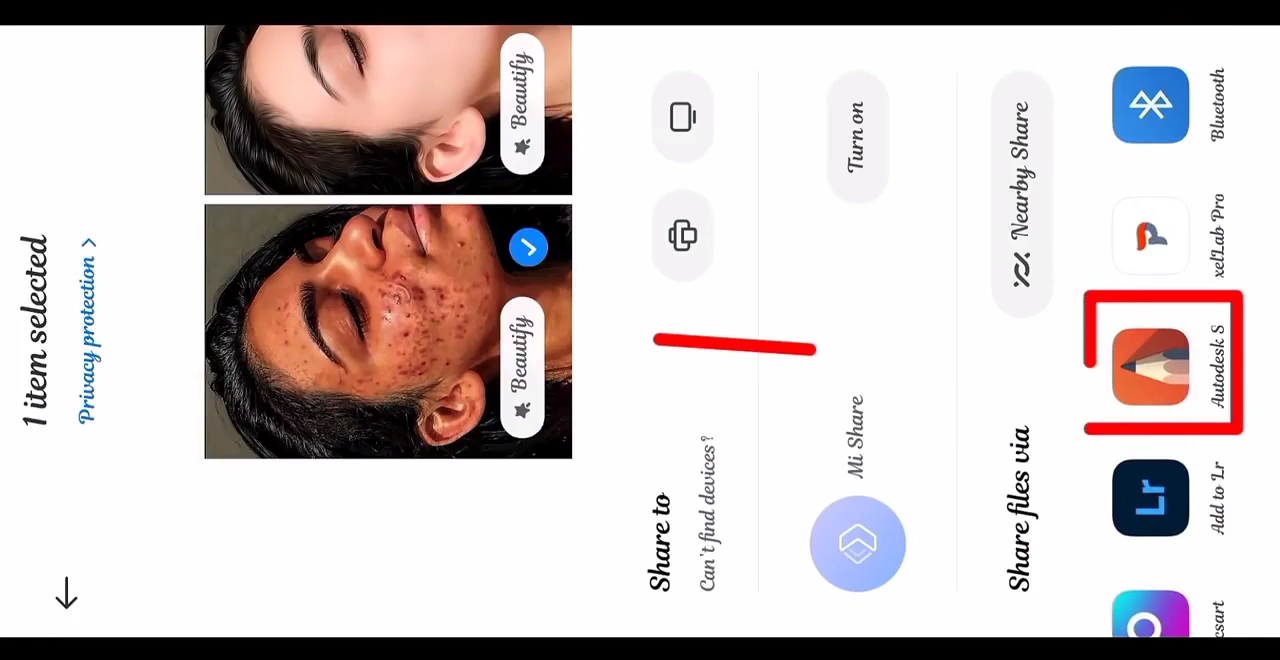 1 item selected
Privacy protection >
Beautify
Beautify
Share to
Can't find devices?
Mi Share
Turn on
Share files via
Nearby Share
csart
Lr
Add to Lr
Autodesk S
xelLab Pro
Bluetooth